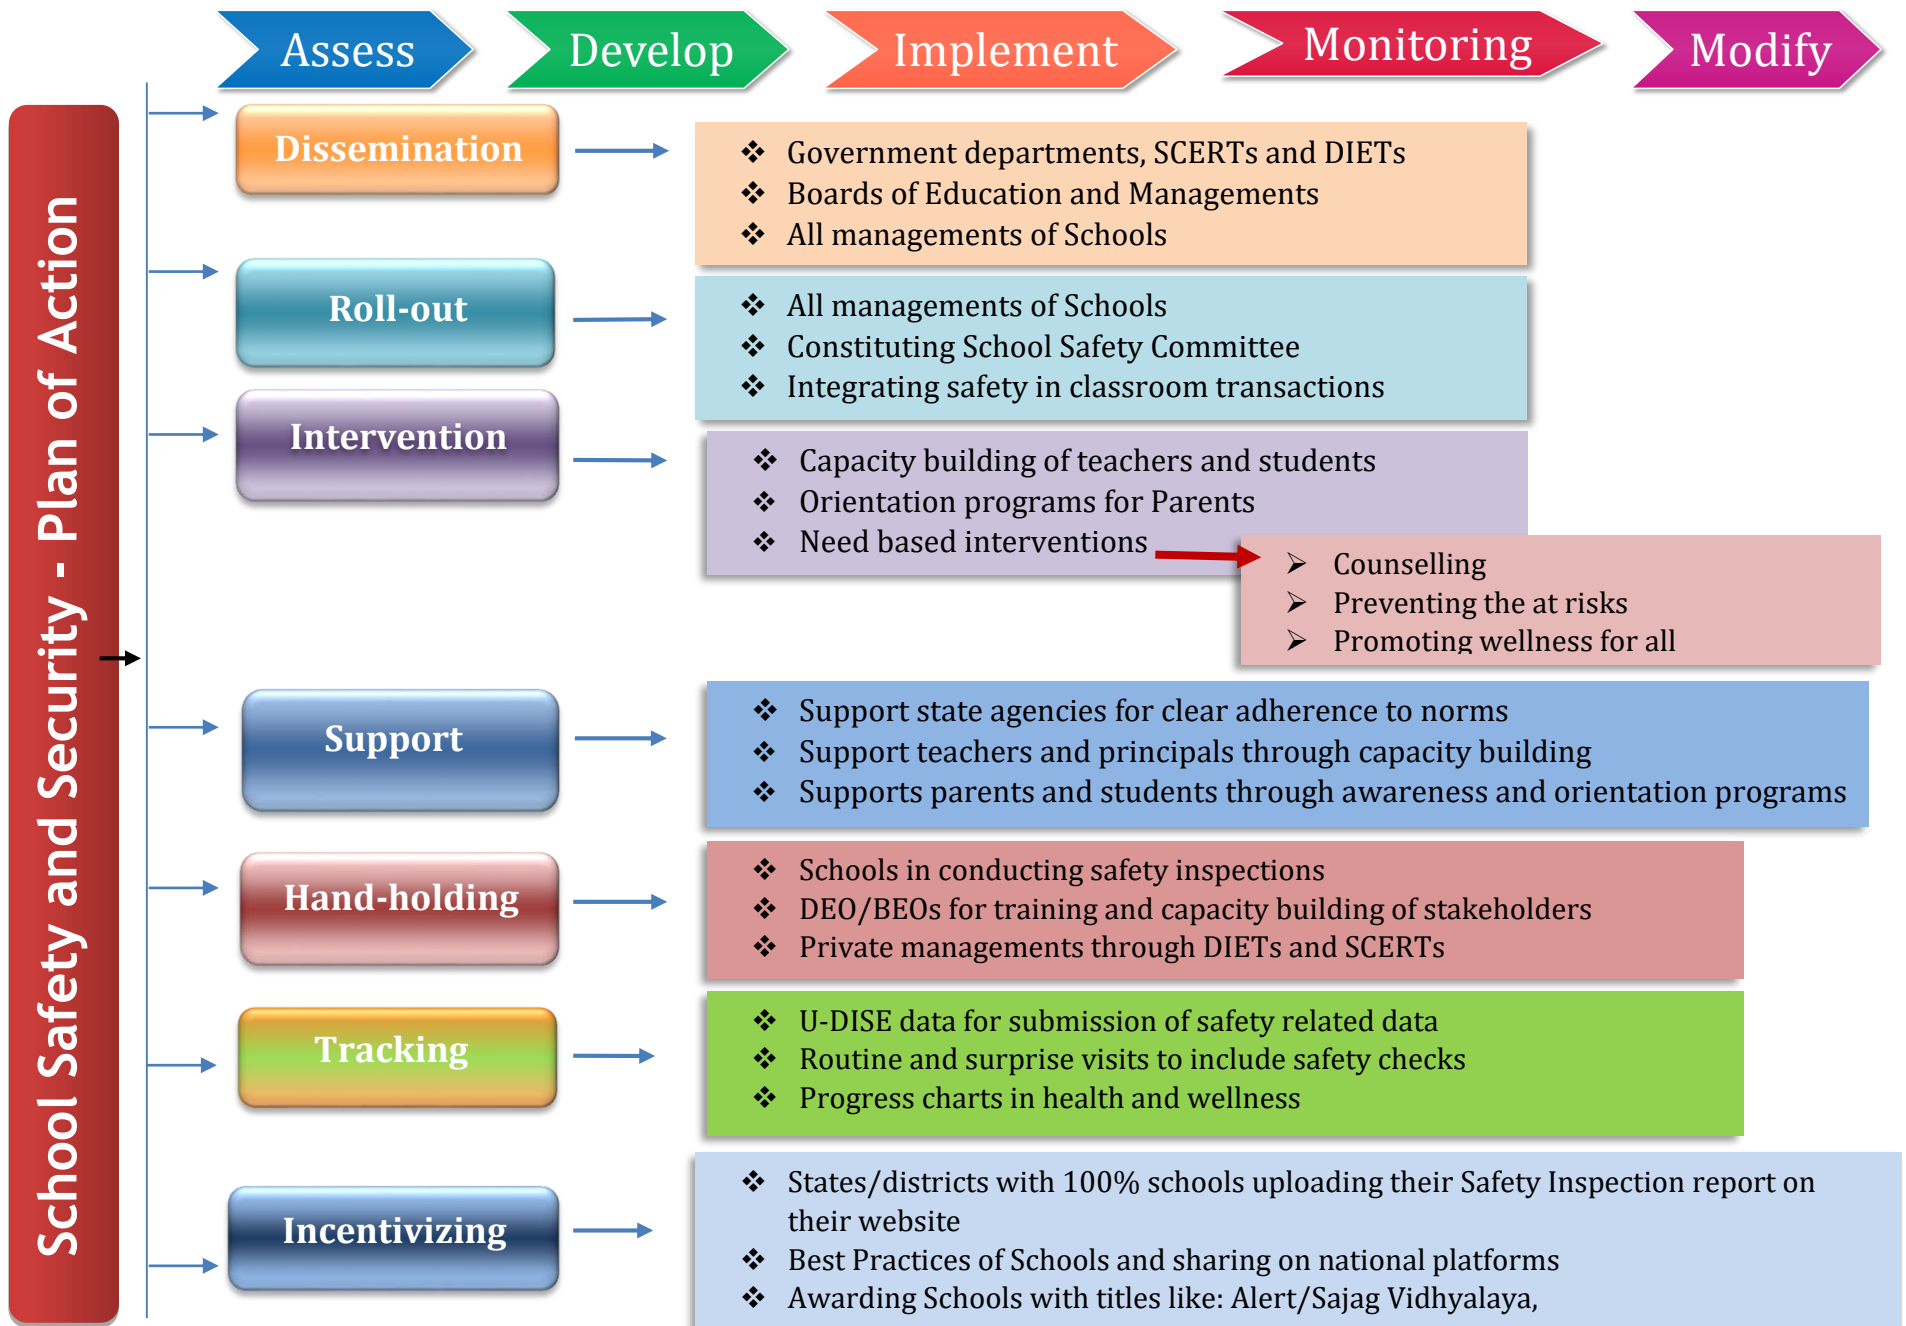 Assess
Develop
Implement
Monitoring
Modify
School Safety and Security - Plan of Action
Dissemination
❖ Government departments, SCERTs and DIETs
❖ Boards of Education and Managements
❖ All managements of Schools
Roll-out
❖ All managements of Schools
❖ Constituting School Safety Committee
❖ Integrating safety in classroom transactions
Intervention
❖ Capacity building of teachers and students
❖ Orientation programs for Parents
❖ Need based interventions
➢ Counselling
➢ Preventing the at risks
➢ Promoting wellness for all
Support
❖ Support state agencies for clear adherence to norms
❖ Support teachers and principals through capacity building
❖ Supports parents and students through awareness and orientation programs
Hand-holding
❖ Schools in conducting safety inspections
❖ DEO/BEOs for training and capacity building of stakeholders
❖ Private managements through DIETs and SCERTs
Tracking
❖ U-DISE data for submission of safety related data
❖ Routine and surprise visits to include safety checks
❖ Progress charts in health and wellness
Incentivizing
❖ States/districts with 100% schools uploading their Safety Inspection report on
their website
❖ Best Practices of Schools and sharing on national platforms
❖ Awarding Schools with titles like: Alert/Sajag Vidhyalaya,